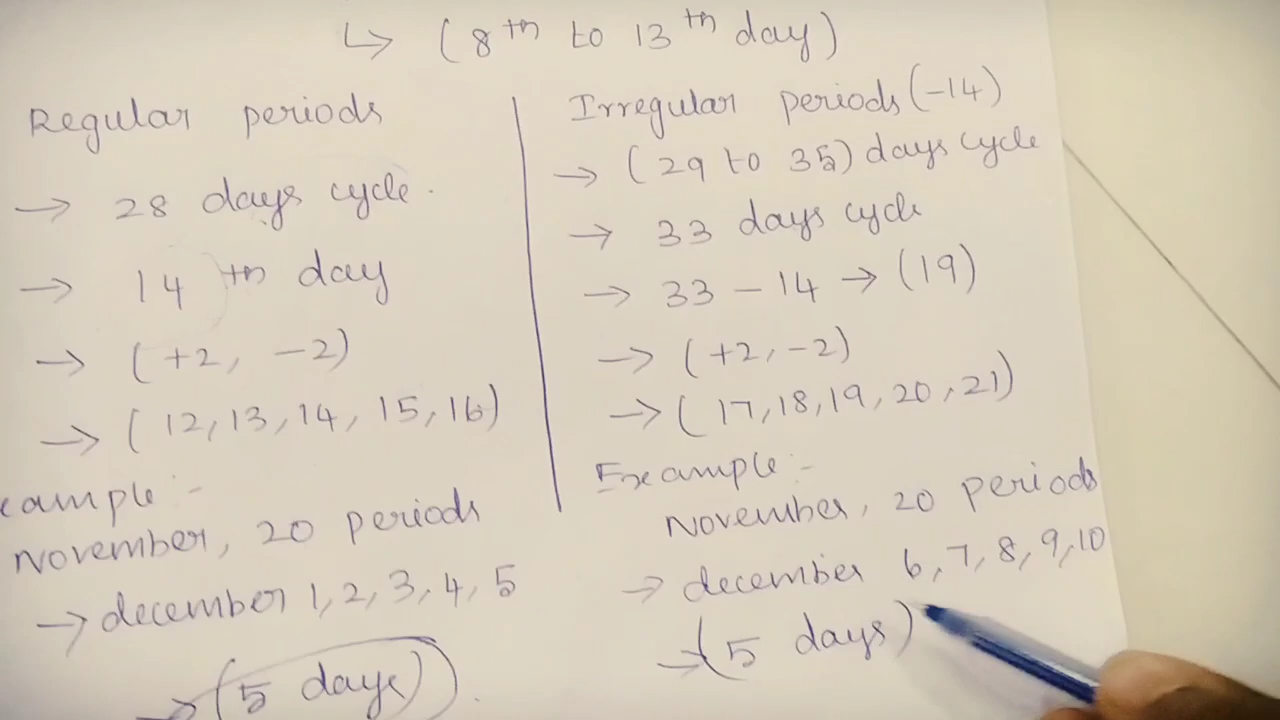 ↳ (8th to 13th day)
Regular periods
→ 28 days cycle.
→ 14th day
→ (+2, -2)
→ (12, 13, 14, 15, 16)
xample :-
November, 20 periods
→ december 1, 2, 3, 4, 5
→ (5 days)
Irregular periods (-14)
→ (29 to 35) days cycle
→ 33 days cycle
→ 33 - 14 → (19)
→ (+2, -2)
→ (17, 18, 19, 20, 21)
Example :-
November, 20 periods
→ december 6, 7, 8, 9, 10
→ (5 days)